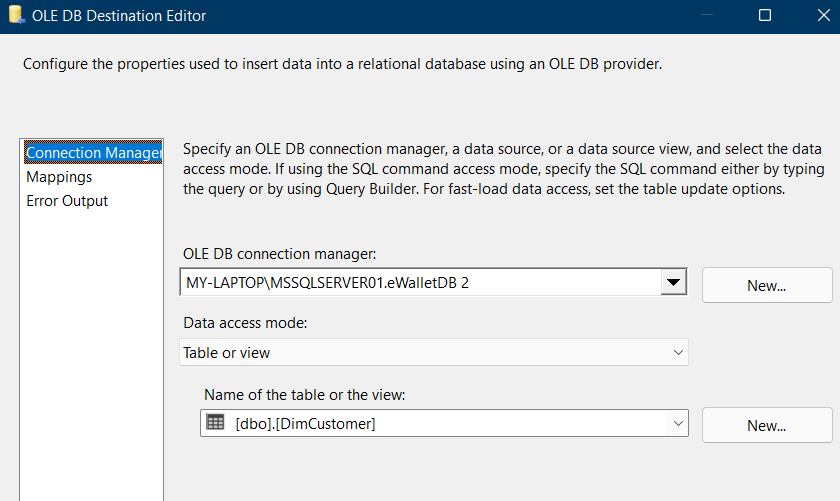 OLE DB Destination Editor
Configure the properties used to insert data into a relational database using an OLE DB provider.
Connection Manager
Mappings
Error Output
Specify an OLE DB connection manager, a data source, or a data source view, and select the data
access mode. If using the SQL command access mode, specify the SQL command either by typing
the query or by using Query Builder. For fast-load data access, set the table update options.
OLE DB connection manager:
MY-LAPTOP\MSSQLSERVER01.eWalletDB 2
New...
Data access mode:
Table or view
Name of the table or the view:
[dbo].[DimCustomer]
New...